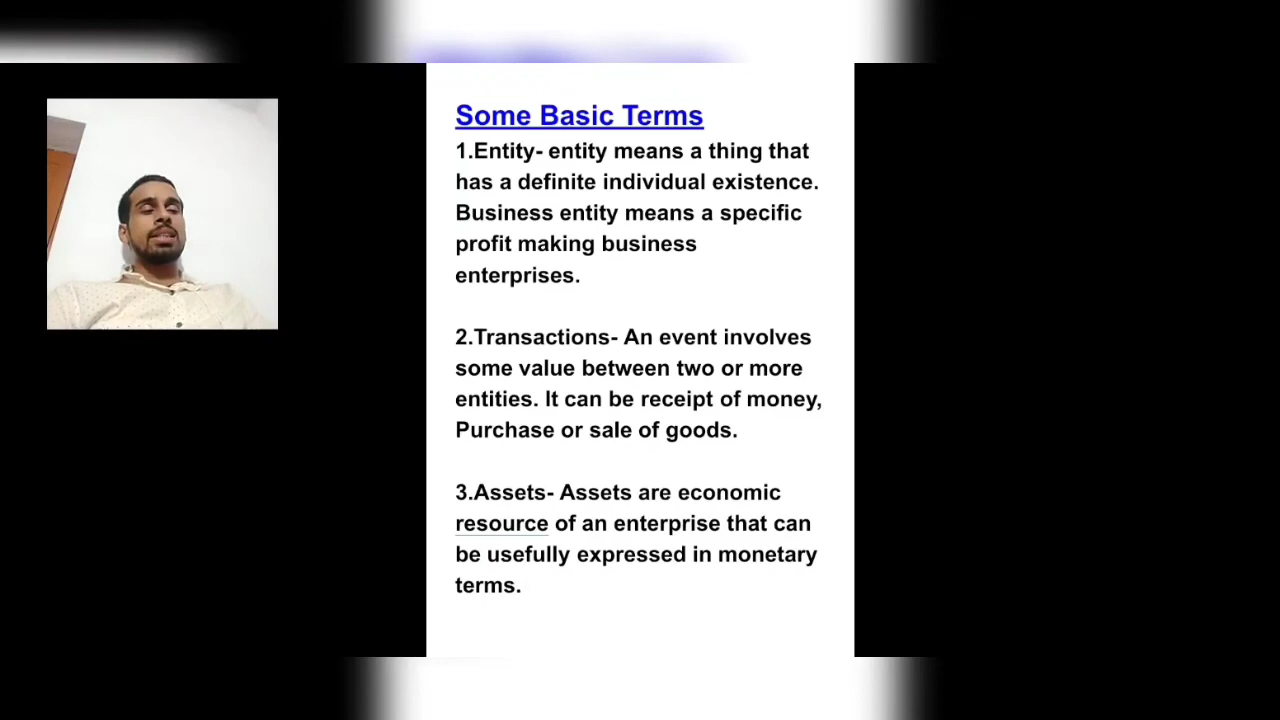 Some Basic Terms
1.Entity- entity means a thing that
has a definite individual existence.
Business entity means a specific
profit making business
enterprises.
2.Transactions- An event involves
some value between two or more
entities. It can be receipt of money,
Purchase or sale of goods.
3.Assets- Assets are economic
resource of an enterprise that can
be usefully expressed in monetary
terms.